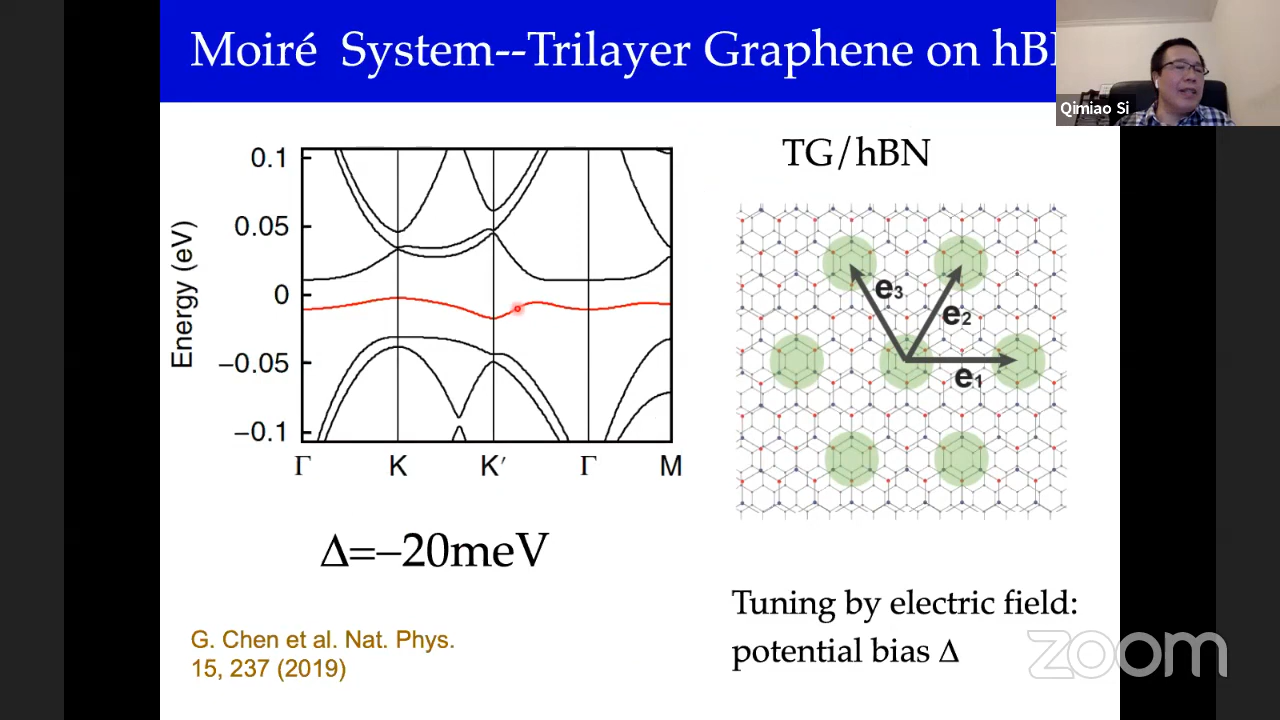 Moiré System--Trilayer Graphene on hB
Qimiao Si
TG/hBN
0.1
0.05
0
−0.05
−0.1
Energy (eV)
Γ K K′ Γ M
e3
e2
e1
Δ=−20meV
Tuning by electric field:
potential bias Δ
G. Chen et al. Nat. Phys.
15, 237 (2019)
zoom